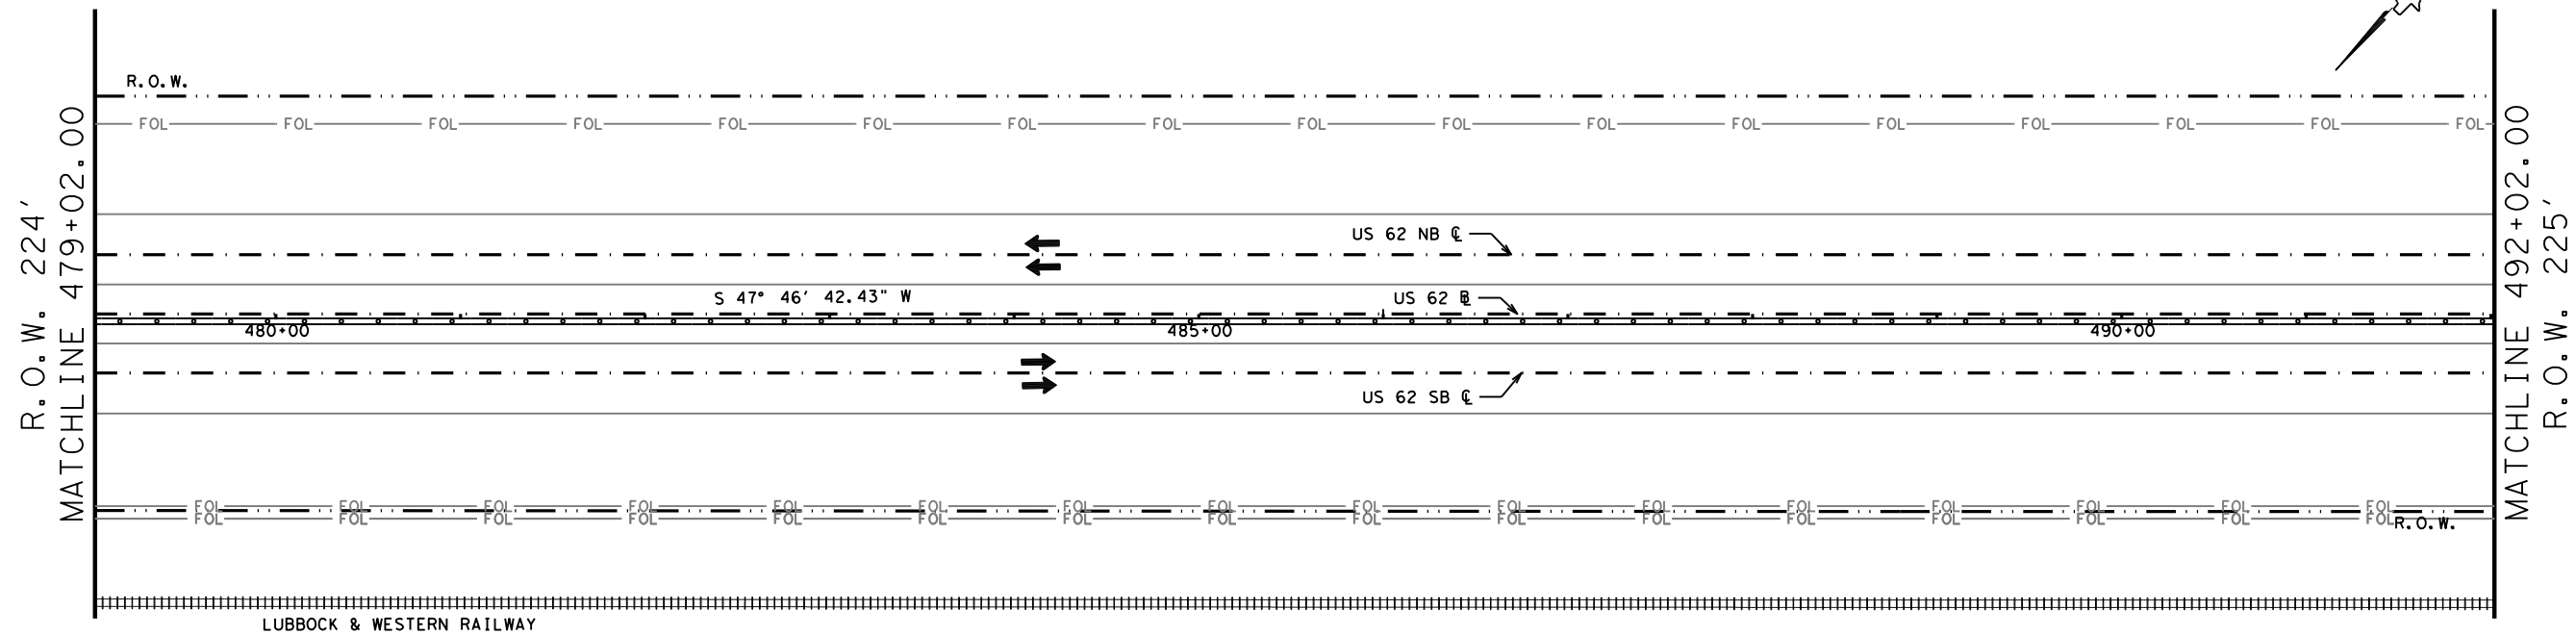 R.O.W.
FOL FOL FOL FOL FOL FOL FOL FOL FOL FOL FOL FOL FOL FOL FOL FOL FOL
R.O.W. 224'
MATCHLINE 479+02.00
US 62 NB ℄
S 47° 46' 42.43" W
US 62 BL
480+00 485+00 490+00
US 62 SB ℄
FOL FOL FOL FOL FOL FOL FOL FOL FOL FOL FOL FOL FOL FOL FOL FOL
FOL FOL FOL FOL FOL FOL FOL FOL FOL FOL FOL FOL FOL FOL FOL FOL
R.O.W.
LUBBOCK & WESTERN RAILWAY
MATCHLINE 492+02.00
R.O.W. 225'